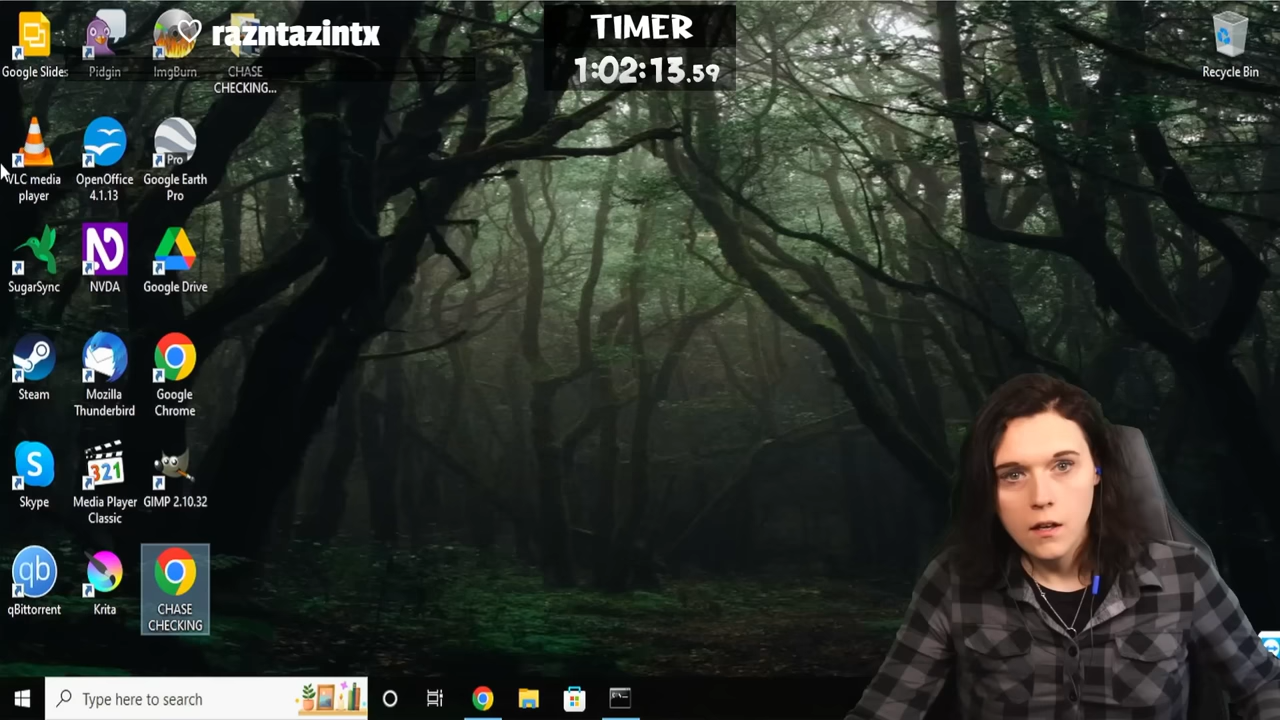 razntazintx
TIMER
1:02:13.59
Google Slides
Pidgin
ImgBurn
CHASE
CHECKING...
Recycle Bin
VLC media
player
OpenOffice
4.1.13
Pro
Google Earth
Pro
SugarSync
NVDA
Google Drive
Steam
Mozilla
Thunderbird
Google
Chrome
S
Skype
321
Media Player
Classic
GIMP 2.10.32
qb
qBittorrent
Krita
CHASE
CHECKING
Type here to search